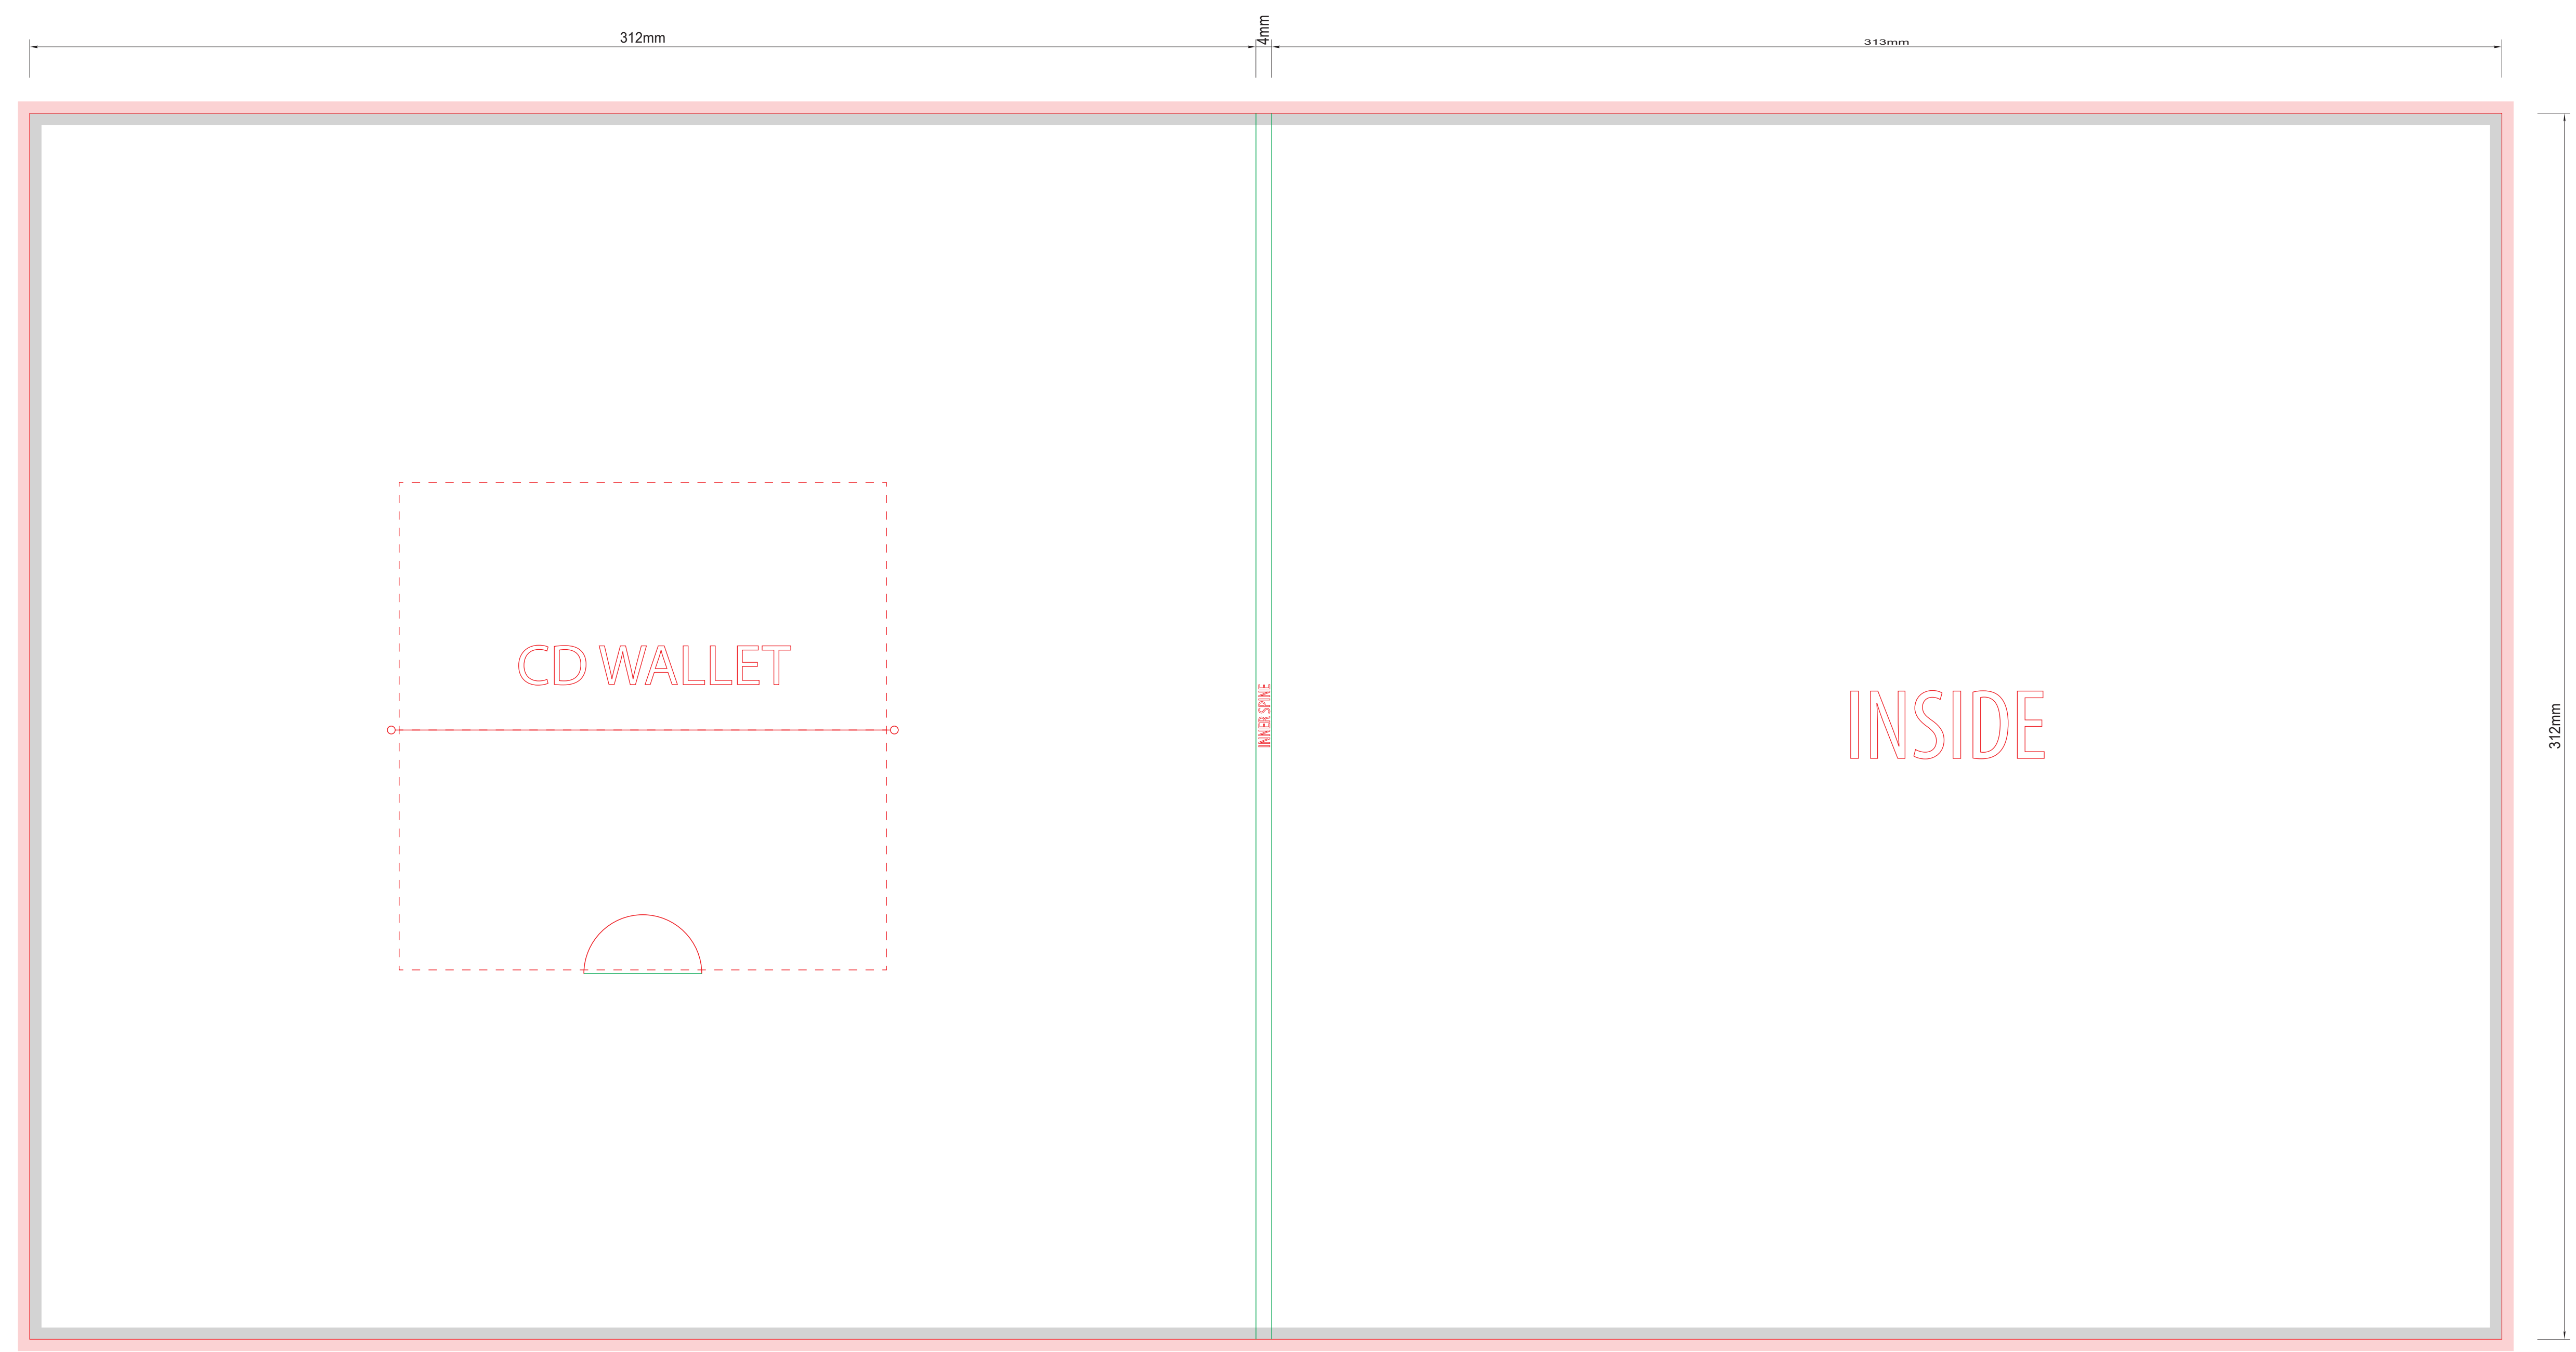 312mm
4mm
313mm
CD WALLET
INNER SPINE
INSIDE
312mm